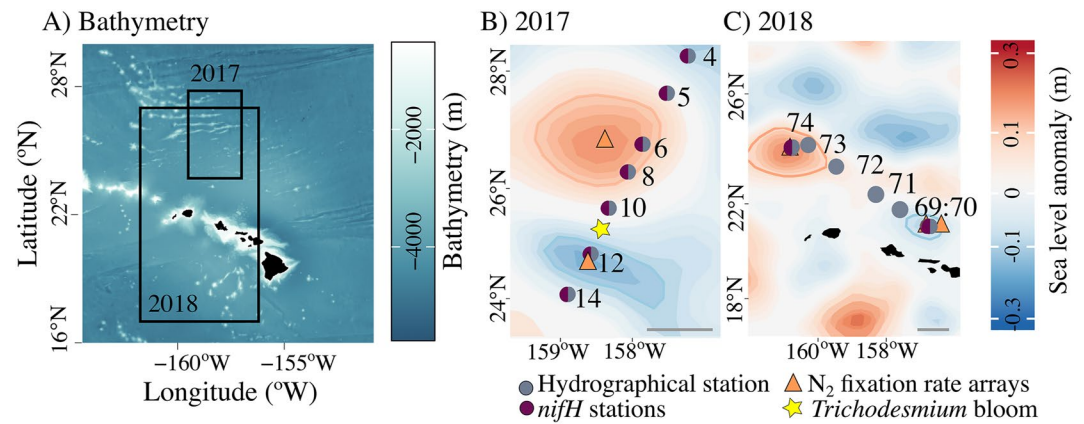 A) Bathymetry
B) 2017
C) 2018
28°N
22°N
16°N
Latitude (°N)
2017
2018
−160°W
−155°W
Longitude (°W)
−2000
−4000
Bathymetry (m)
28°N
26°N
24°N
4
5
6
8
10
12
14
159°W
158°W
26°N
22°N
18°N
74
73
72
71
69:70
160°W
158°W
0.3
0.1
0
-0.1
-0.3
Sea level anomaly (m)
Hydrographical station
nifH stations
N₂ fixation rate arrays
Trichodesmium bloom